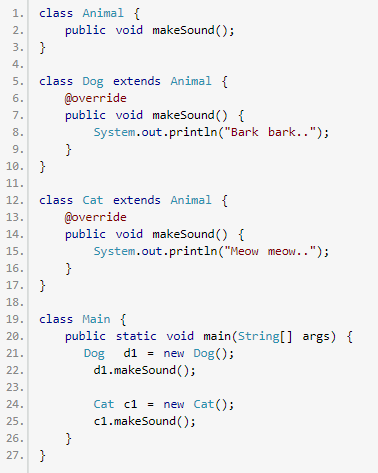 1. class Animal {
2.     public void makeSound();
3. }
4.
5. class Dog extends Animal {
6.     @override
7.     public void makeSound() {
8.         System.out.println("Bark bark..");
9.     }
10. }
11.
12. class Cat extends Animal {
13.     @override
14.     public void makeSound() {
15.         System.out.println("Meow meow..");
16.     }
17. }
18.
19. class Main {
20.     public static void main(String[] args) {
21.        Dog  d1 = new Dog();
22.         d1.makeSound();
23.
24.         Cat c1 = new Cat();
25.         c1.makeSound();
26.     }
27. }